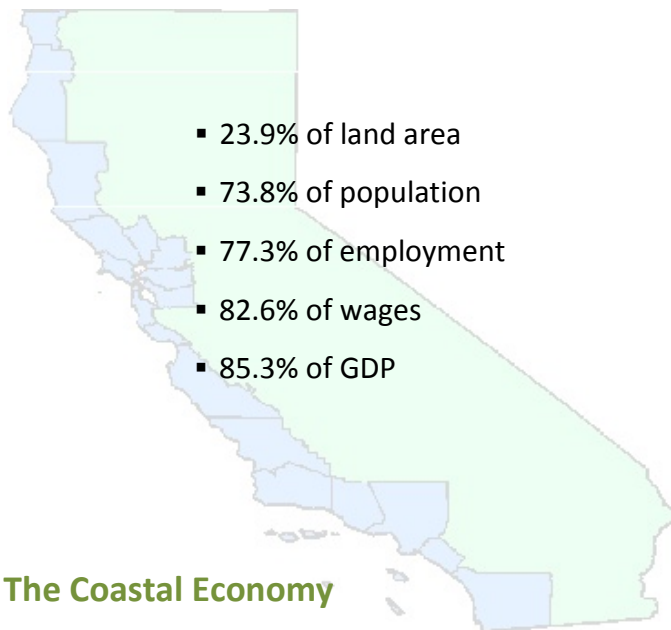 ▪ 23.9% of land area
▪ 73.8% of population
▪ 77.3% of employment
▪ 82.6% of wages
▪ 85.3% of GDP
The Coastal Economy